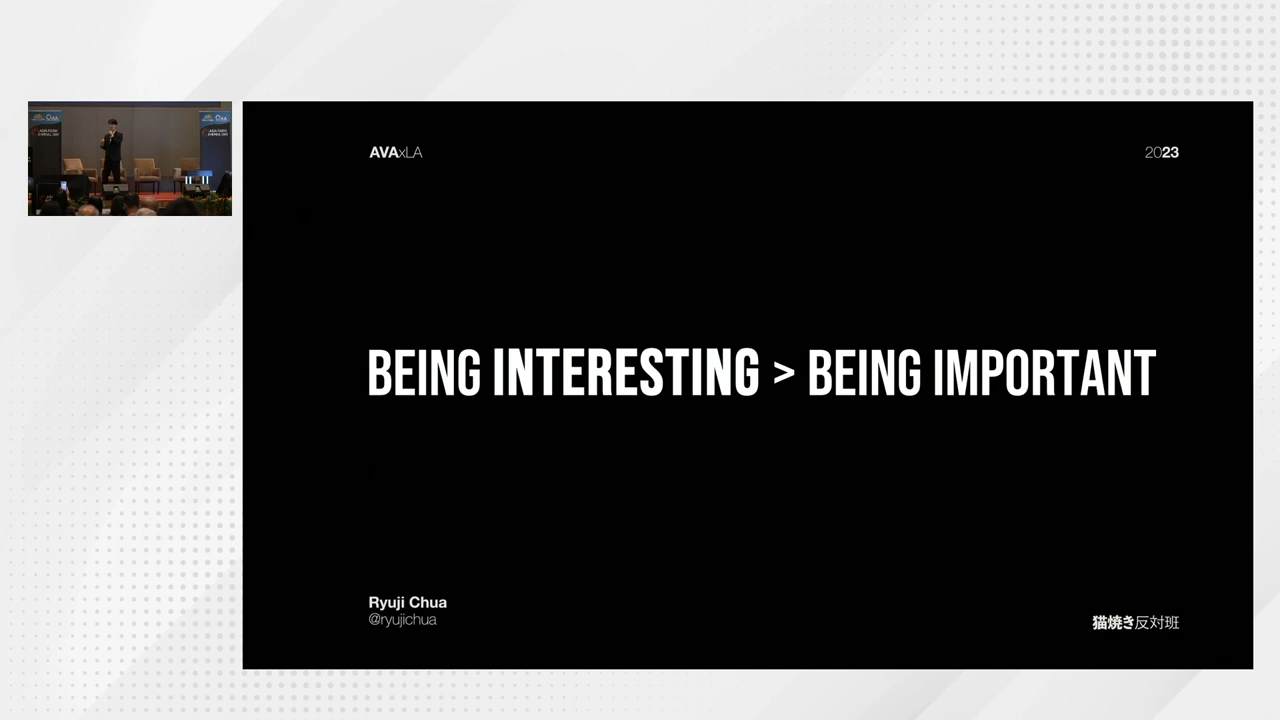 AVAxLA
2023
BEING INTERESTING > BEING IMPORTANT
Ryuji Chua
@ryujichua
猫焼き反対班